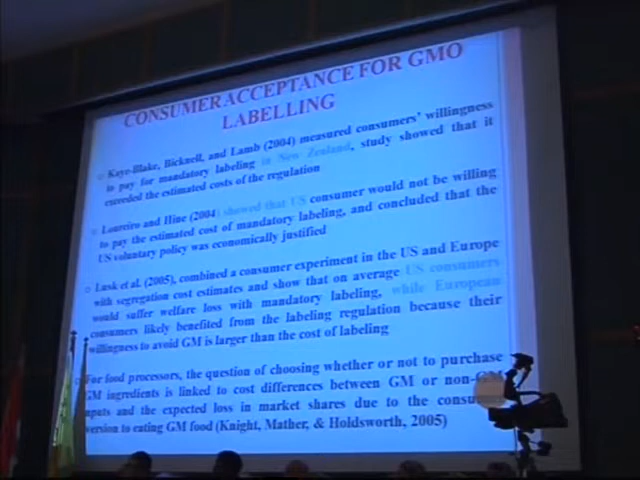 CONSUMER ACCEPTANCE FOR GMO
LABELLING
Kaye-Blake, Bicknell, and Lamb (2004) measured consumers' willingness
to pay for mandatory labeling in New Zealand, study showed that it
exceeded the estimated costs of the regulation
Loureiro and Hine (2004) showed that US consumer would not be willing
to pay the estimated cost of mandatory labeling, and concluded that the
US voluntary policy was economically justified
Lusk et al. (2005), combined a consumer experiment in the US and Europe
with segregation cost estimates and show that on average US consumers
would suffer welfare loss with mandatory labeling, while European
consumers likely benefited from the labeling regulation because their
willingness to avoid GM is larger than the cost of labeling
For food processors, the question of choosing whether or not to purchase
GM ingredients is linked to cost differences between GM or non-GM
inputs and the expected loss in market shares due to the
version to eating GM food (Knight, Mather, & Holdsworth, 2005)